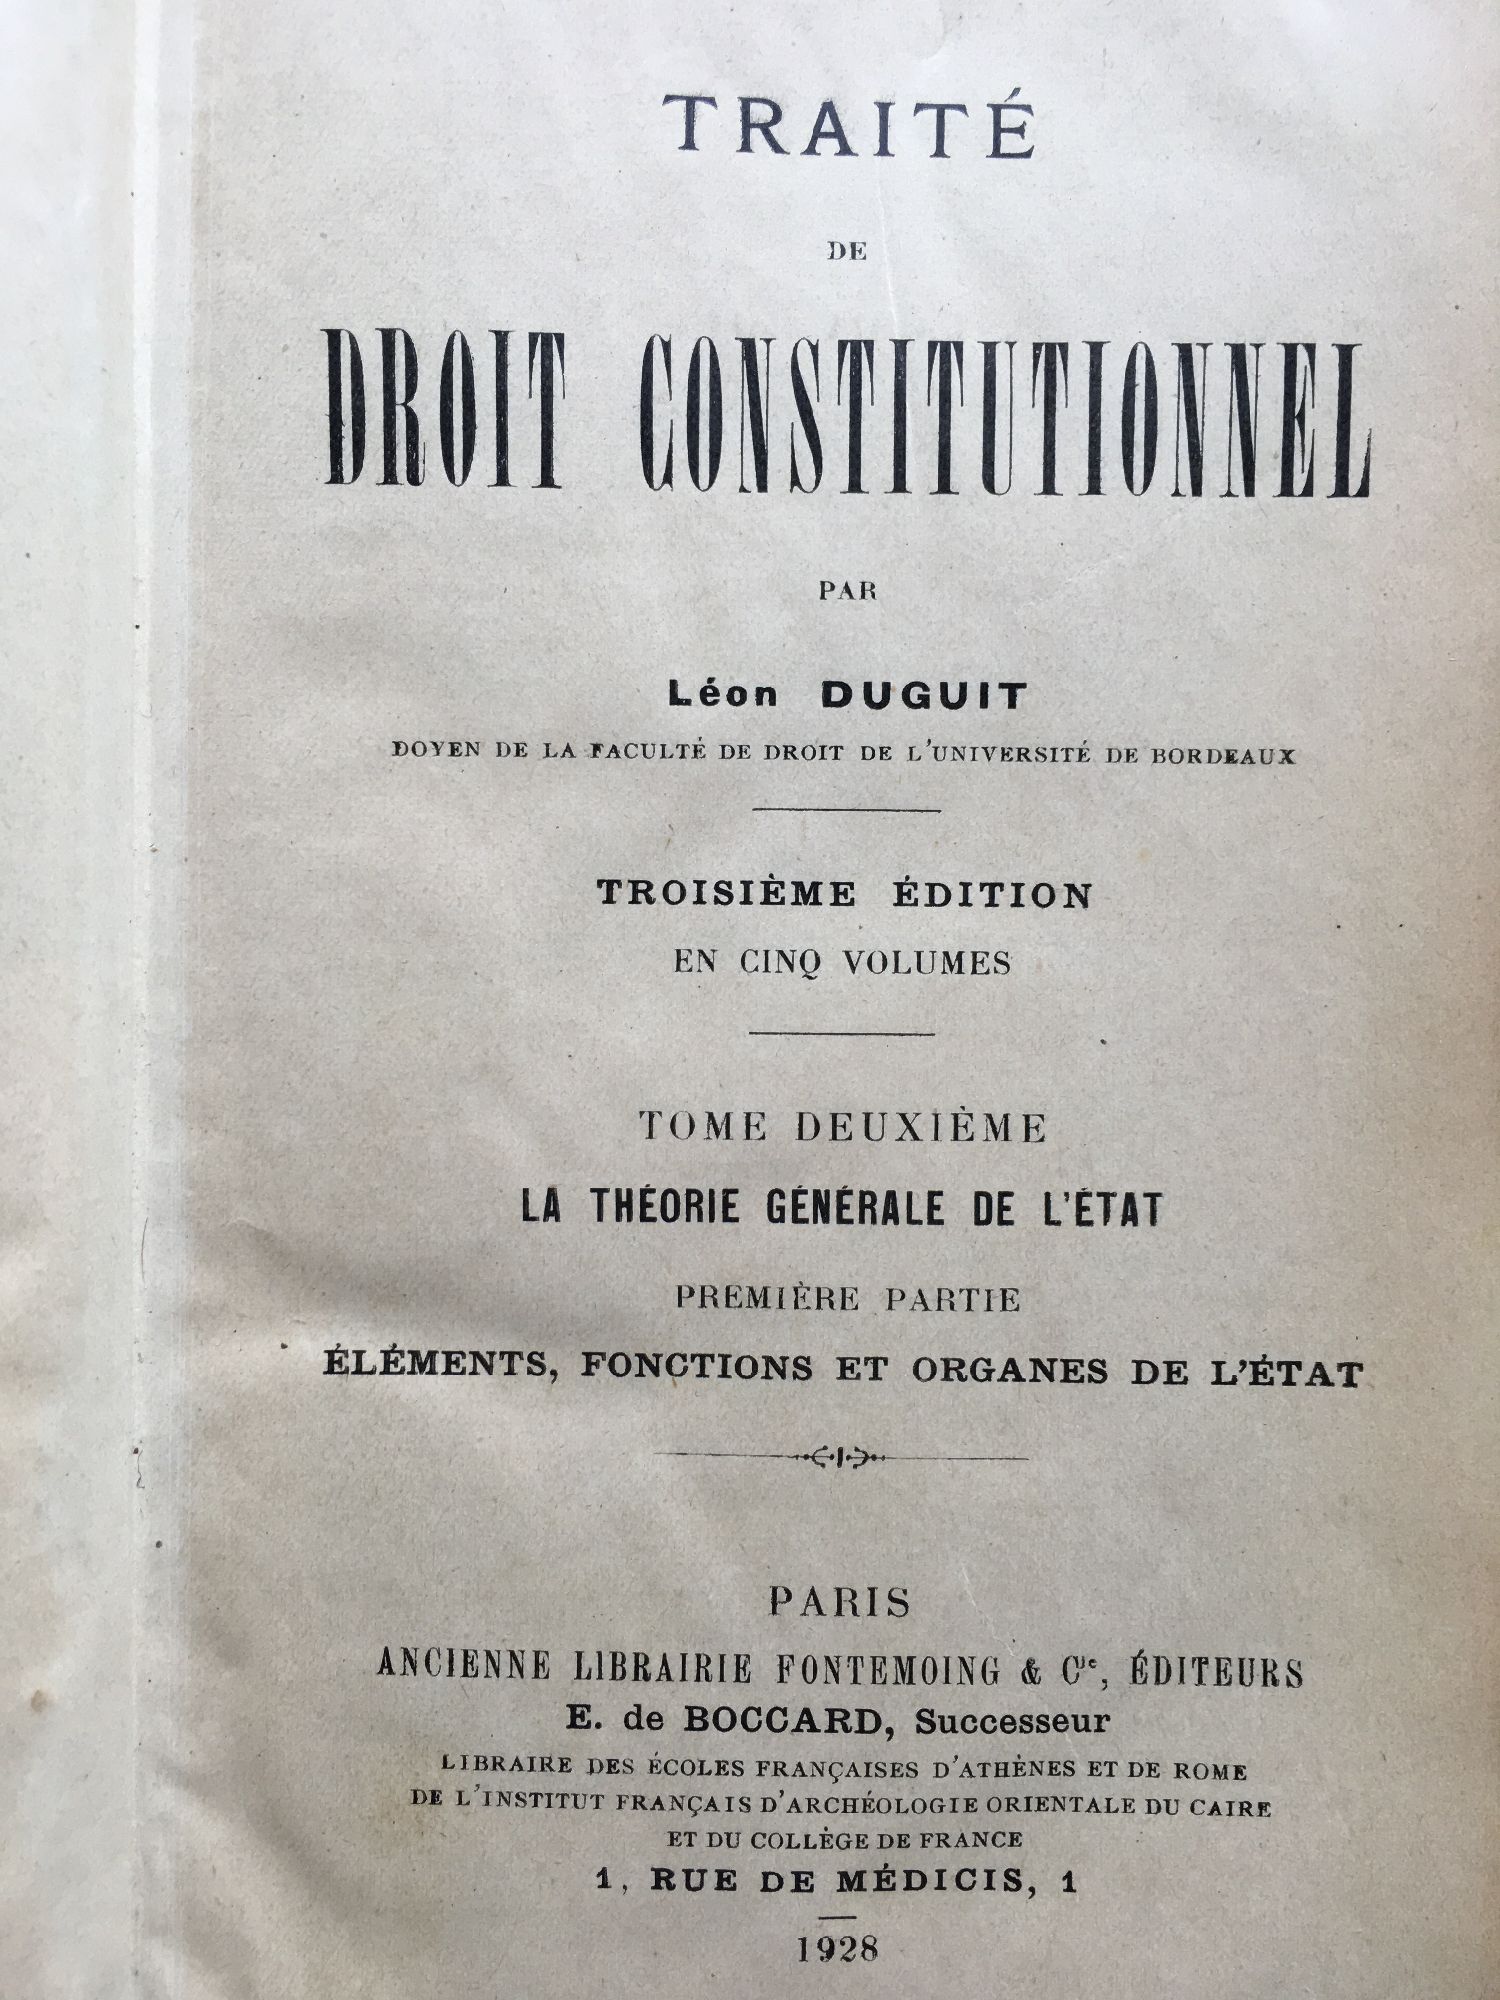 TRAITÉ
DE
DROIT CONSTITUTIONNEL
PAR
Léon DUGUIT
DOYEN DE LA FACULTÉ DE DROIT DE L'UNIVERSITÉ DE BORDEAUX
TROISIÈME ÉDITION
EN CINQ VOLUMES
TOME DEUXIÈME
LA THÉORIE GÉNÉRALE DE L'ÉTAT
PREMIÈRE PARTIE
ÉLÉMENTS, FONCTIONS ET ORGANES DE L'ÉTAT
PARIS
ANCIENNE LIBRAIRIE FONTEMOING & Cie, ÉDITEURS
E. de BOCCARD, Successeur
LIBRAIRE DES ÉCOLES FRANÇAISES D'ATHÈNES ET DE ROME
DE L'INSTITUT FRANÇAIS D'ARCHÉOLOGIE ORIENTALE DU CAIRE
ET DU COLLÈGE DE FRANCE
1, RUE DE MÉDICIS, 1
1928